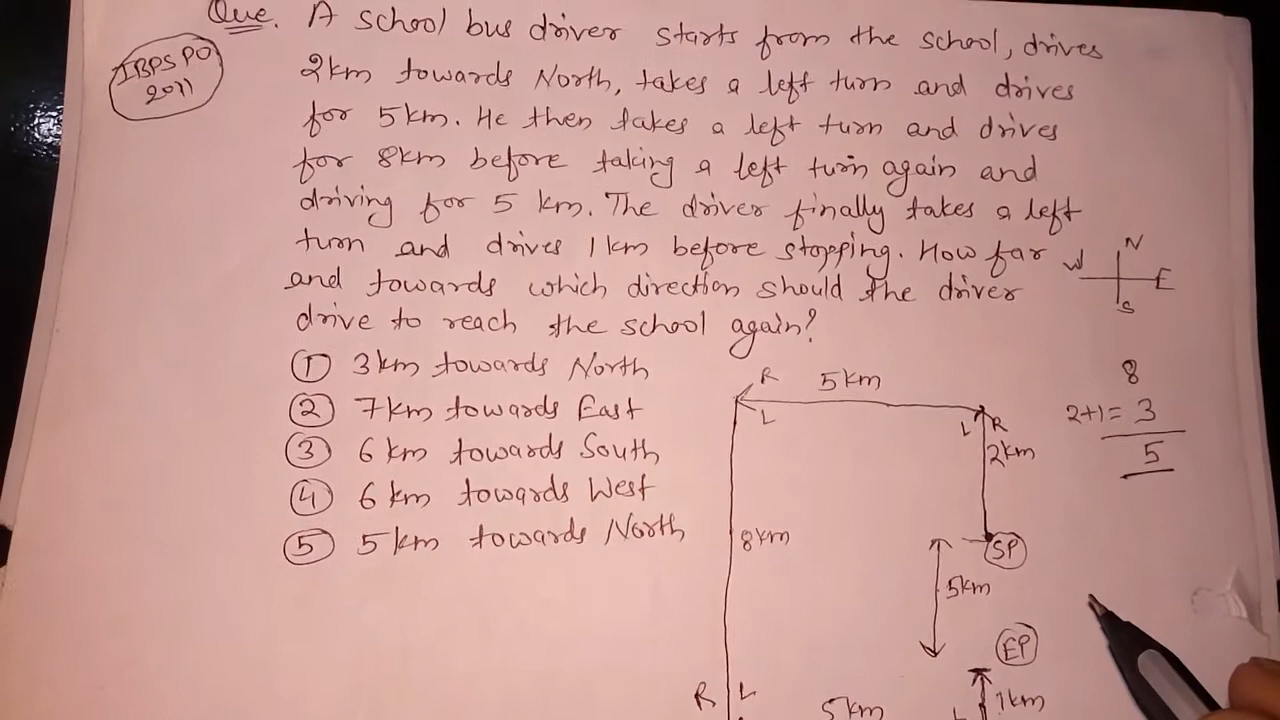 Que. A school bus driver starts from the school, drives
IBPS PO
2011
2km towards North, takes a left turn and drives
for 5km. He then takes a left turn and drives
for 8km before taking a left turn again and
driving for 5 km. The driver finally takes a left
turn and drives 1km before stopping. How far
and towards which direction should the driver
drive to reach the school again?
N
W E
S
① 3km towards North
② 7km towards East
③ 6km towards South
④ 6km towards West
⑤ 5km towards North
R 5km
L L R
2km
8
2+1= 3
5
8km
SP
5km
EP
R L 5km L 1km